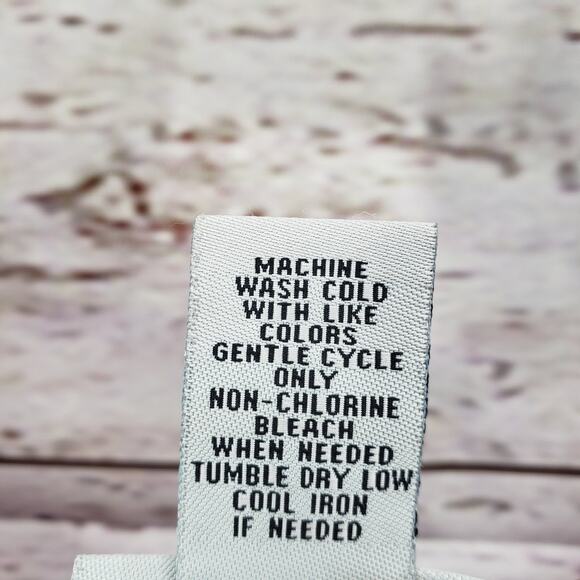 MACHINE
WASH COLD
WITH LIKE
COLORS
GENTLE CYCLE
ONLY
NON-CHLORINE
BLEACH
WHEN NEEDED
TUMBLE DRY LOW
COOL IRON
IF NEEDED